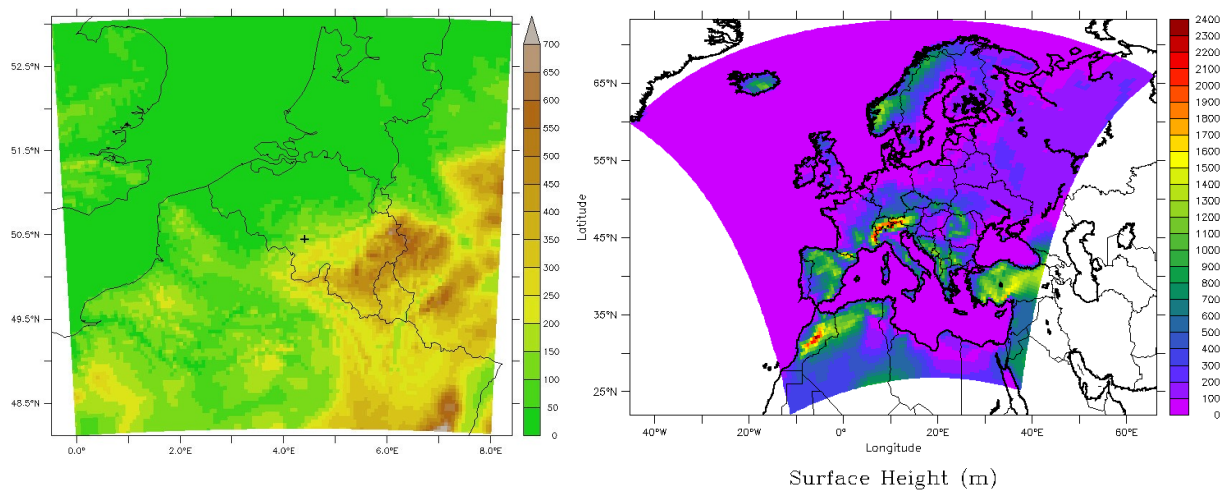 52.5°N
51.5°N
50.5°N
49.5°N
48.5°N
0.0°
2.0°E
4.0°E
6.0°E
8.0°E
700
650
600
550
500
450
400
350
300
250
200
150
100
50
0
Latitude
65°N
55°N
45°N
35°N
25°N
40°W
20°W
0°
20°E
40°E
60°E
Longitude
2400
2300
2200
2100
2000
1900
1800
1700
1600
1500
1400
1300
1200
1100
1000
900
800
700
600
500
400
300
200
100
0
Surface Height (m)